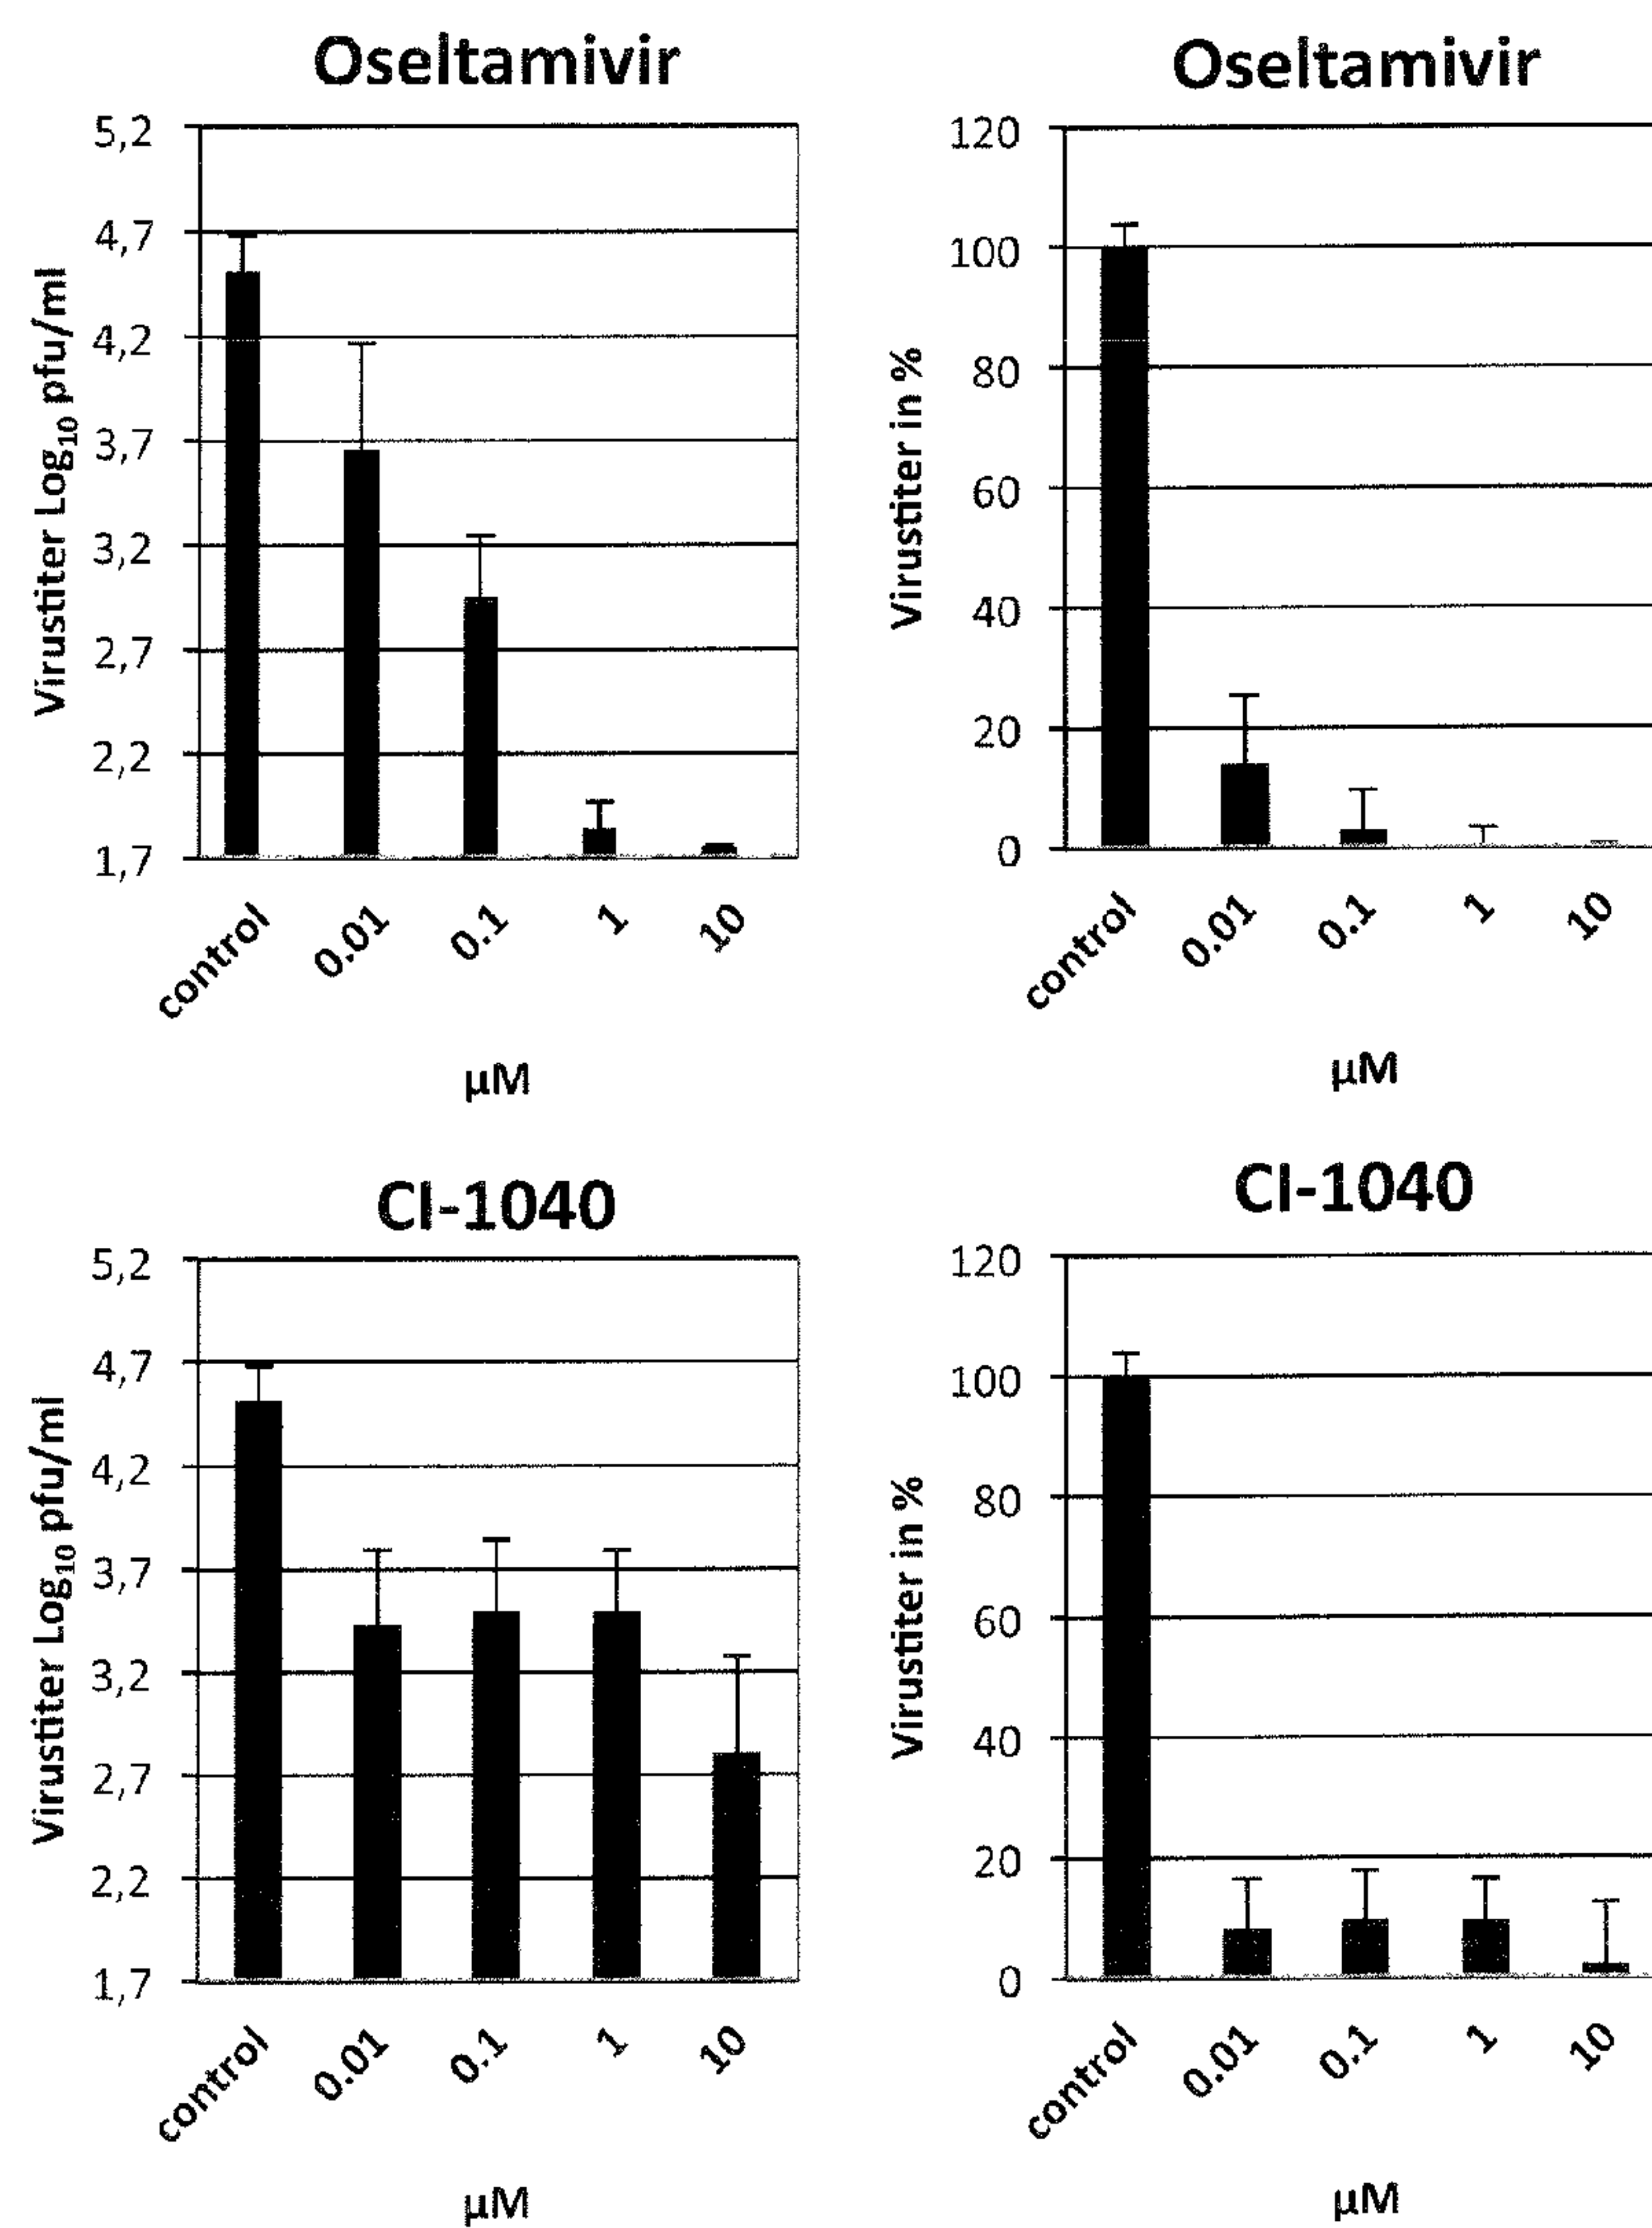 Oseltamivir
Virustiter Log10 pfu/ml
5,2
4,7
4,2
3,7
3,2
2,7
2,2
1,7
control 0.01 0.1 1 10
µM
Oseltamivir
Virustiter in %
120
100
80
60
40
20
0
control 0.01 0.1 1 10
µM
CI-1040
Virustiter Log10 pfu/ml
5,2
4,7
4,2
3,7
3,2
2,7
2,2
1,7
control 0.01 0.1 1 10
µM
CI-1040
Virustiter in %
120
100
80
60
40
20
0
control 0.01 0.1 1 10
µM